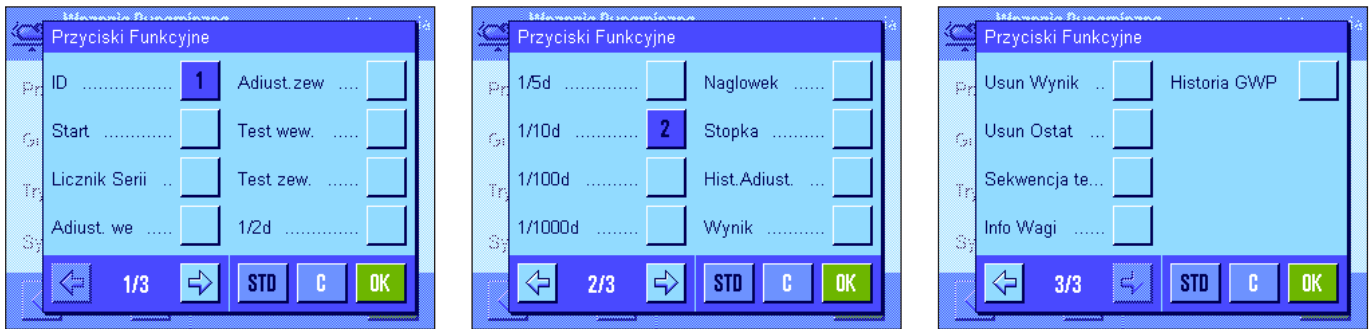 Przyciski Funkcyjne
ID ................ 1 Adiust.zew ....
Start ............. Test wew. .....
Licznik Serii .. Test zew. ......
Adiust. we ..... 1/2d ...............
1/3 STD C OK
Przyciski Funkcyjne
1/5d ............. Naglowek ......
1/10d ........... 2 Stopka .........
1/100d ......... Hist.Adiust. ...
1/1000d ....... Wynik ...........
2/3 STD C OK
Przyciski Funkcyjne
Usun Wynik .. Historia GWP
Usun Ostat ...
Sekwencja te...
Info Wagi ......
3/3 STD C OK